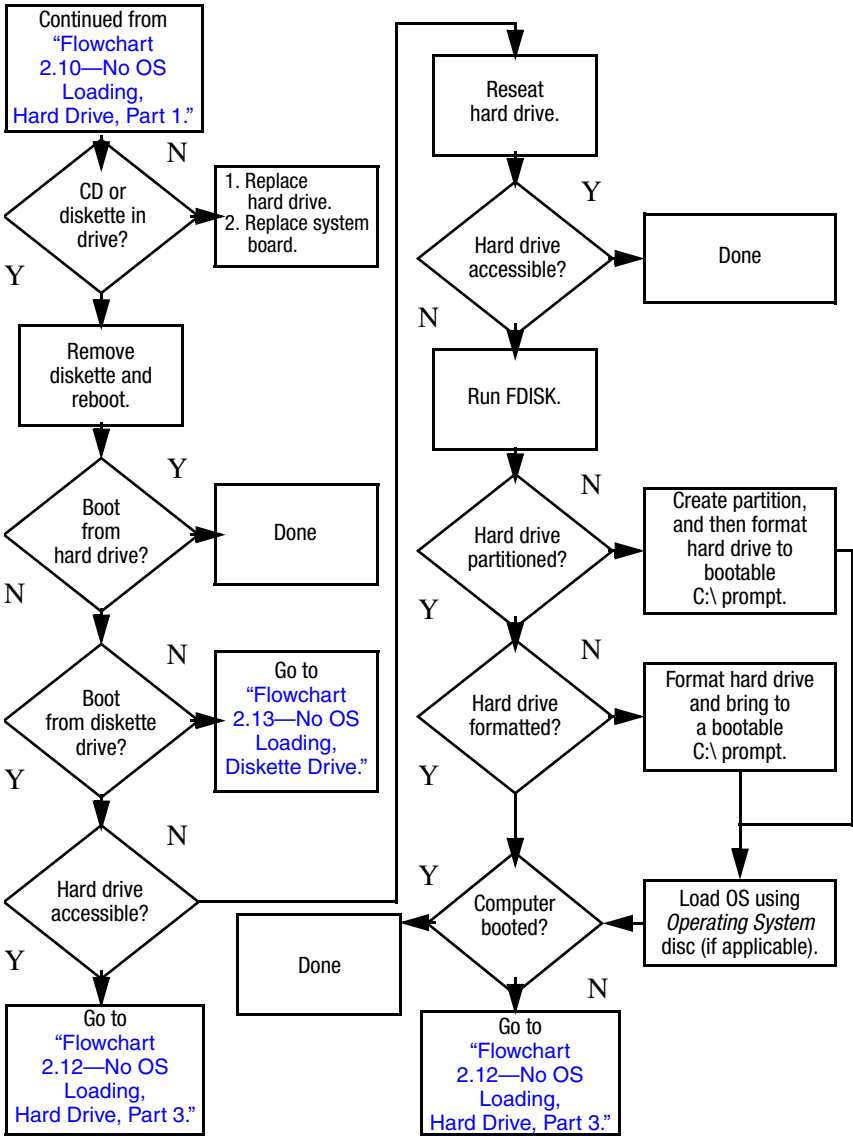 Continued from
“Flowchart
2.10—No OS
Loading,
Hard Drive, Part 1.”
N
CD or
diskette in
drive?
1. Replace
hard drive.
2. Replace system
board.
Y
Remove
diskette and
reboot.
Y
Boot
from
hard drive?
Done
N
N
Boot
from diskette
drive?
Go to
“Flowchart
2.13—No OS
Loading,
Diskette Drive.”
Y
N
Hard drive
accessible?
Y
Go to
“Flowchart
2.12—No OS
Loading,
Hard Drive, Part 3.”
Reseat
hard drive.
Y
Hard drive
accessible?
Done
N
Run FDISK.
N
Hard drive
partitioned?
Create partition,
and then format
hard drive to
bootable
C:\ prompt.
Y
N
Hard drive
formatted?
Format hard drive
and bring to
a bootable
C:\ prompt.
Y
Load OS using
Operating System
disc (if applicable).
Y
Computer
booted?
Done
N
Go to
“Flowchart
2.12—No OS
Loading,
Hard Drive, Part 3.”